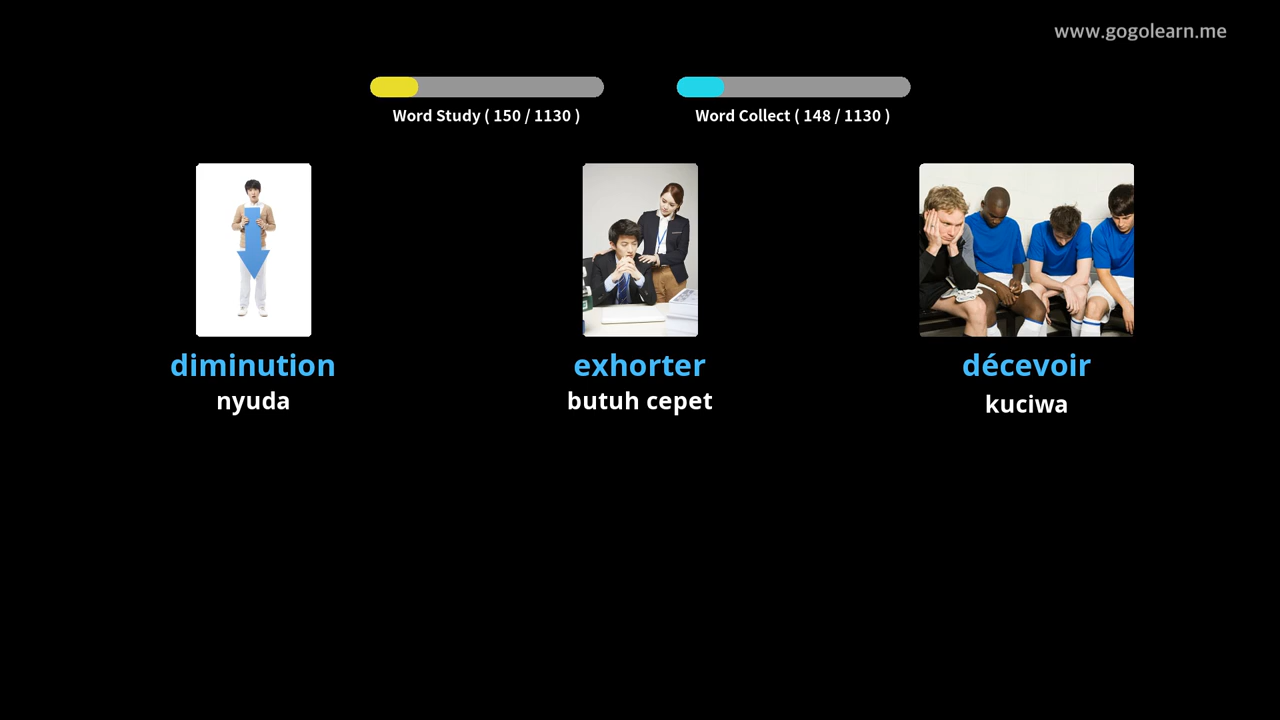 www.gogolearn.me
Word Study ( 150 / 1130 )
Word Collect ( 148 / 1130 )
diminution
nyuda
exhorter
butuh cepet
décevoir
kuciwa